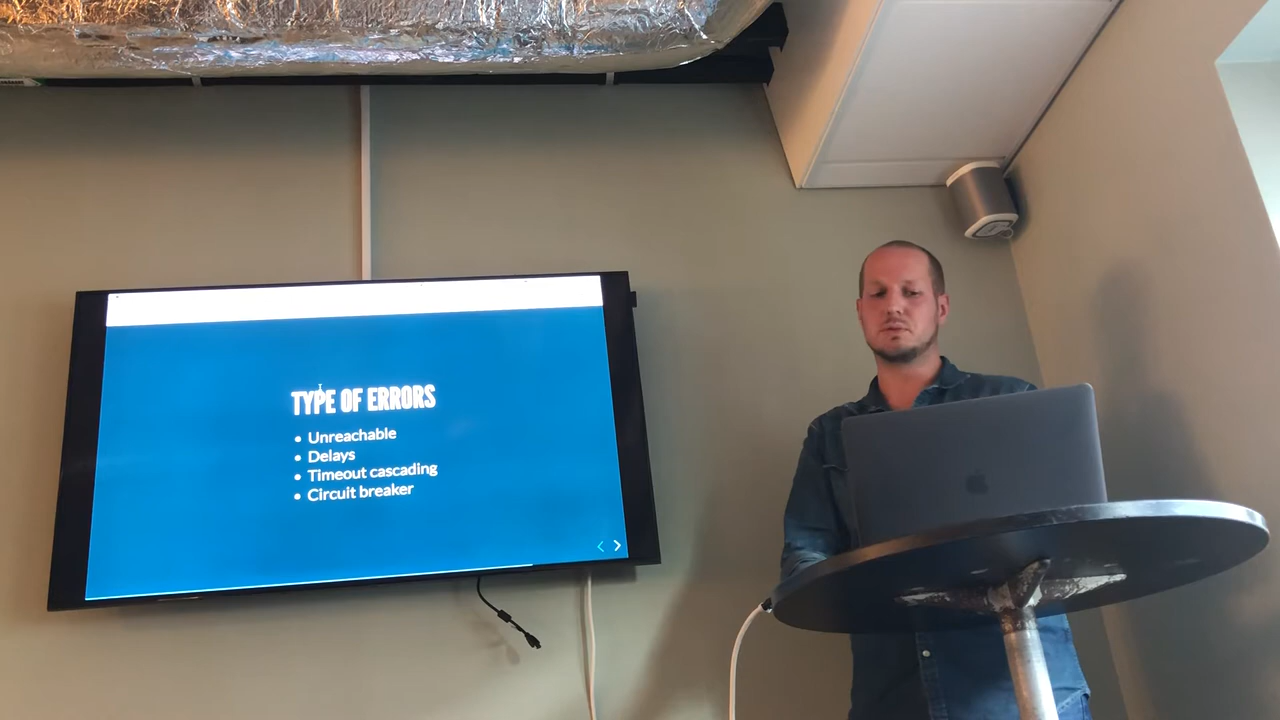 TYPE OF ERRORS
• Unreachable
• Delays
• Timeout cascading
• Circuit breaker